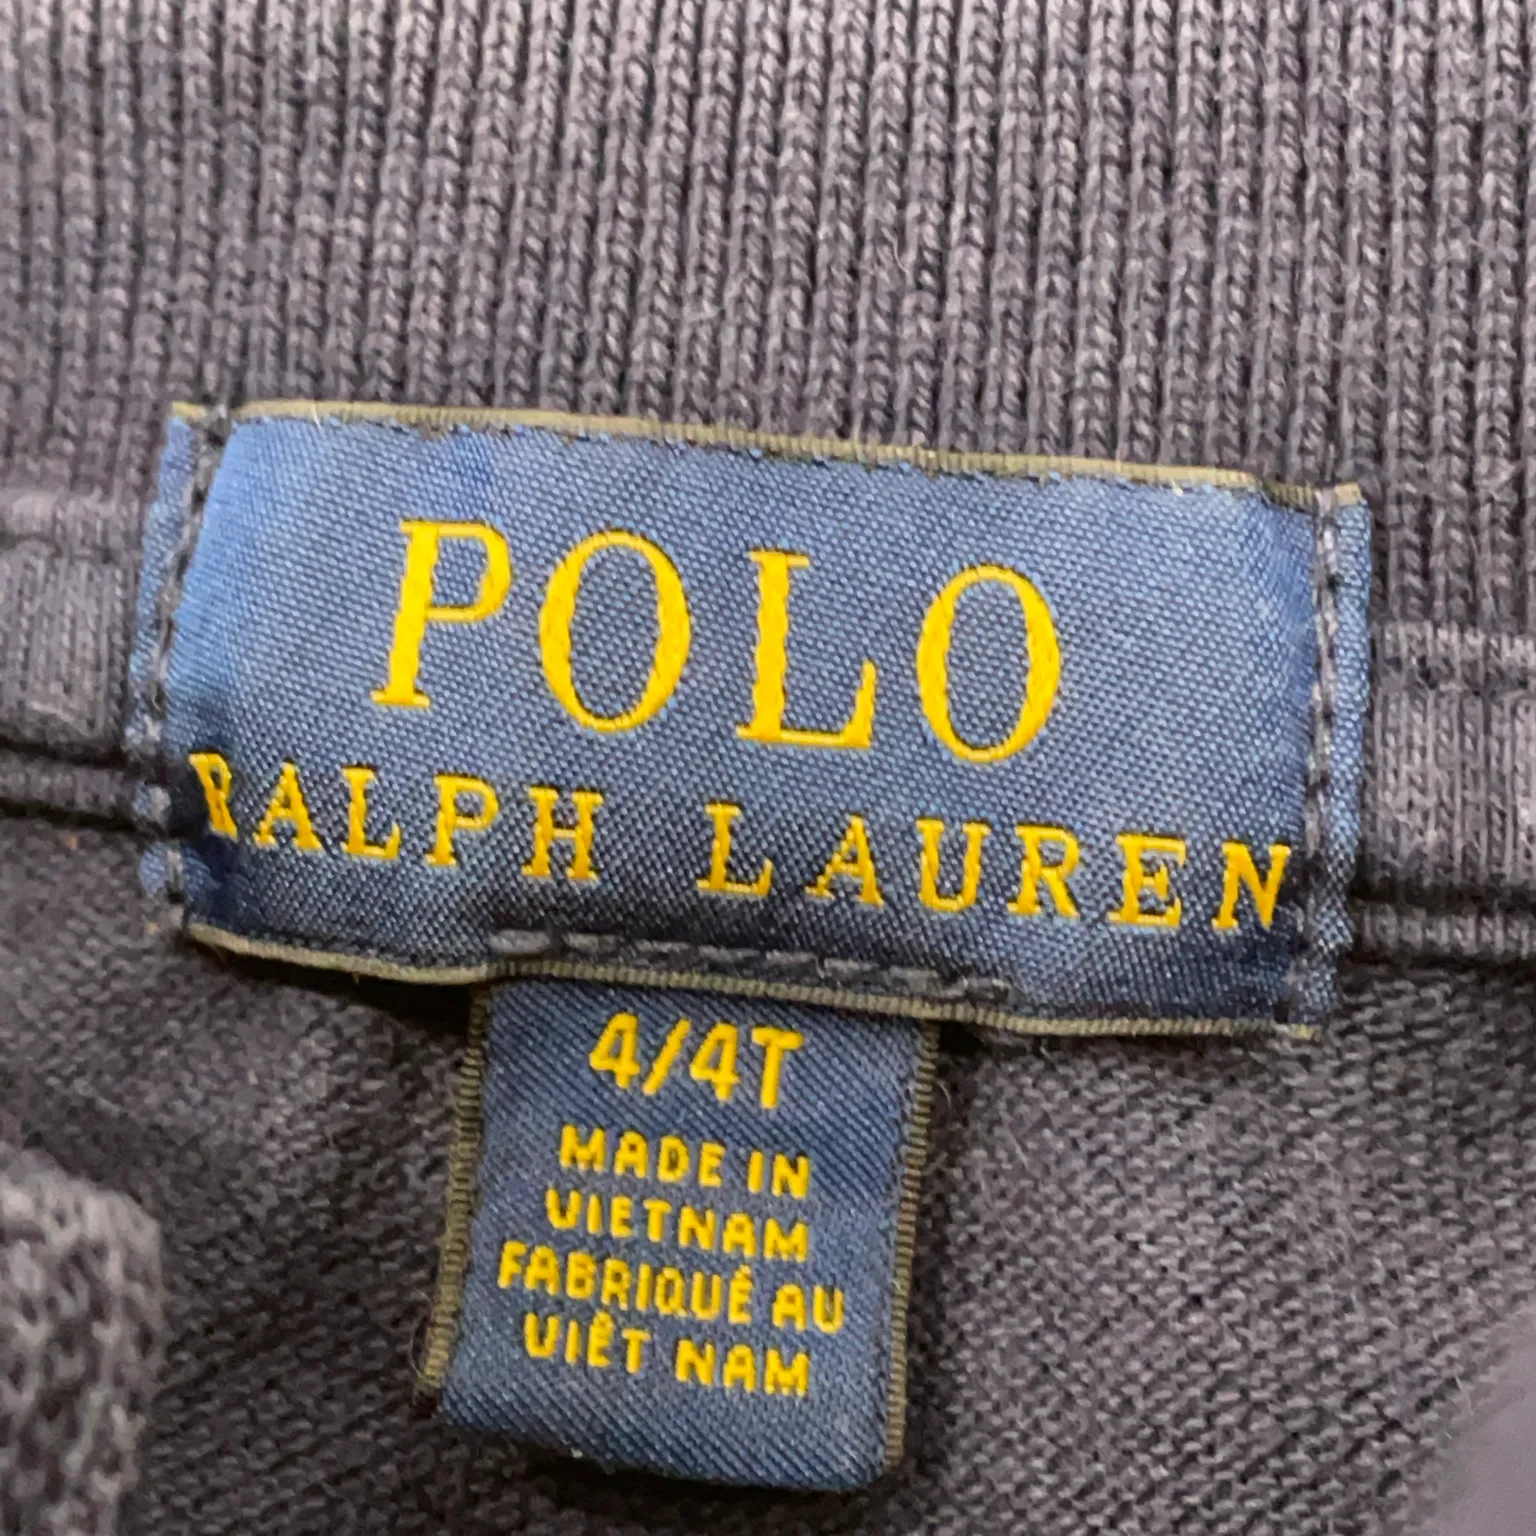 POLO
RALPH LAUREN
4/4T
MADE IN
VIETNAM
FABRIQUÉ AU
VIÊT NAM